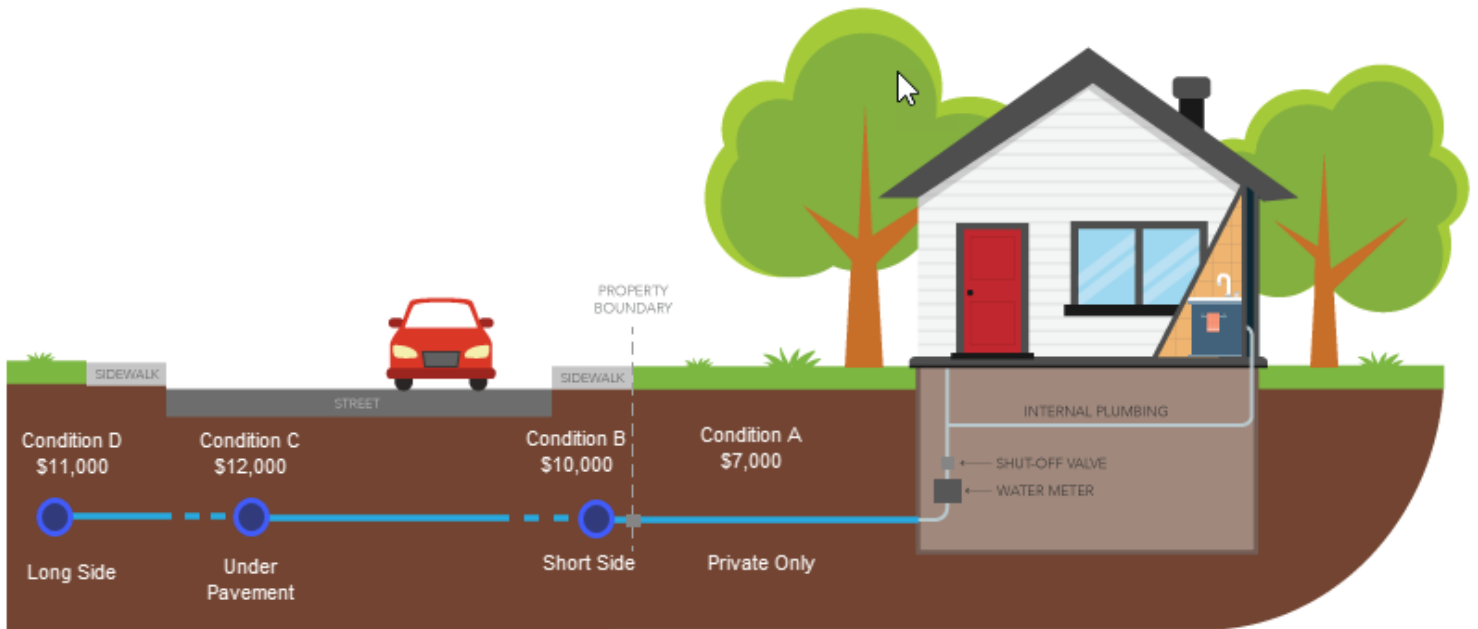 PROPERTY
BOUNDARY
SIDEWALK
SIDEWALK
STREET
Condition D
$11,000
Condition C
$12,000
Condition B
$10,000
Condition A
$7,000
INTERNAL PLUMBING
SHUT-OFF VALVE
WATER METER
Long Side
Under
Pavement
Short Side
Private Only